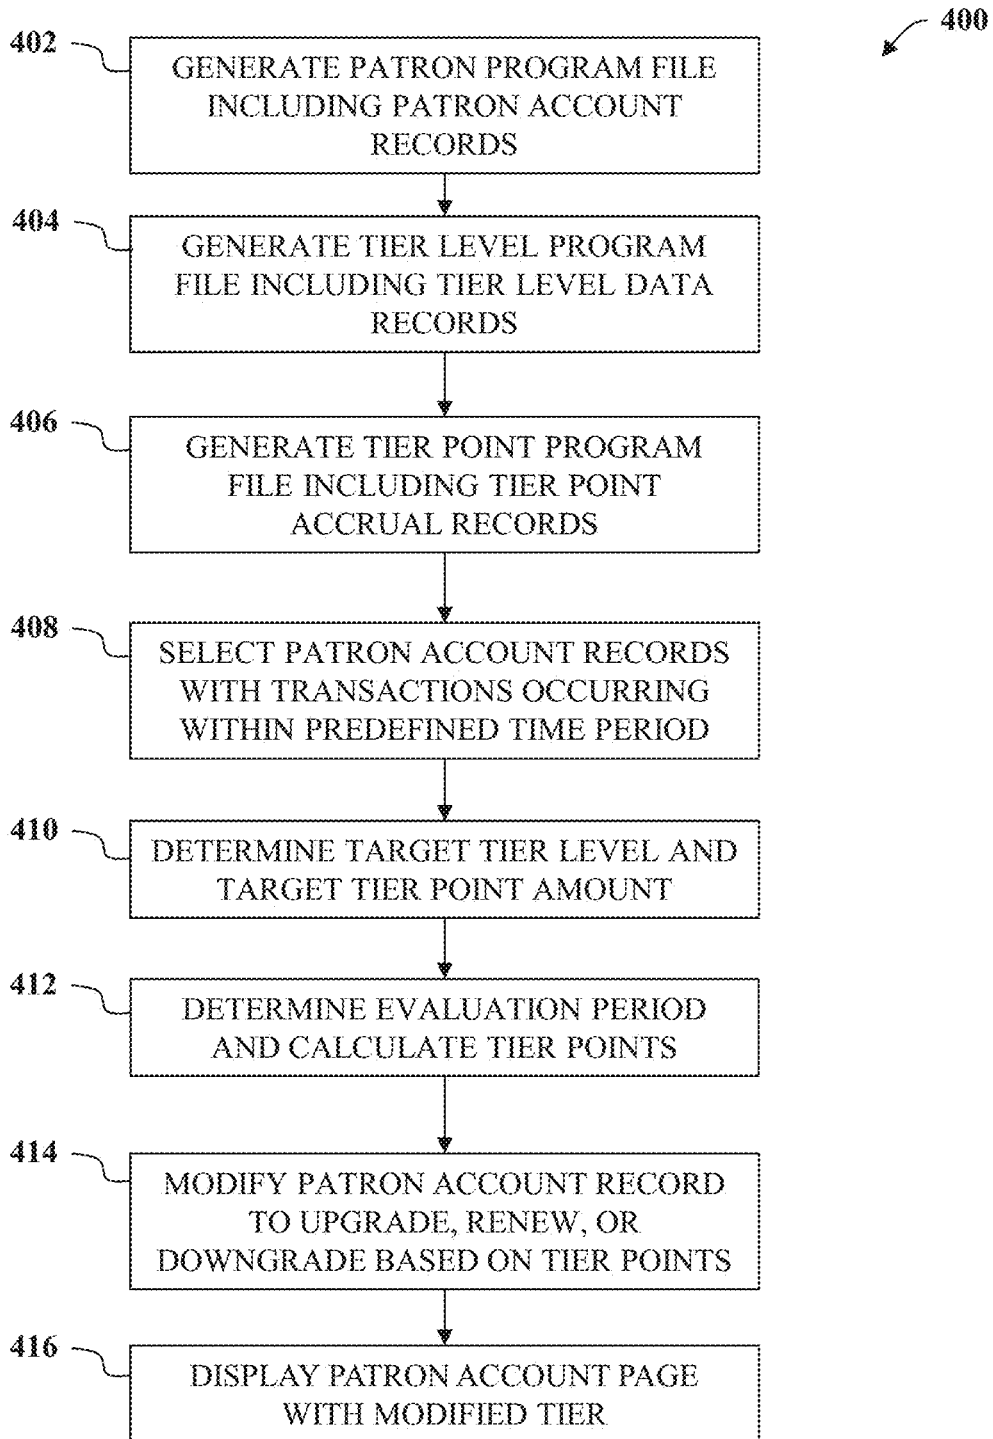 400
402
GENERATE PATRON PROGRAM FILE
INCLUDING PATRON ACCOUNT
RECORDS
404
GENERATE TIER LEVEL PROGRAM
FILE INCLUDING TIER LEVEL DATA
RECORDS
406
GENERATE TIER POINT PROGRAM
FILE INCLUDING TIER POINT
ACCRUAL RECORDS
408
SELECT PATRON ACCOUNT RECORDS
WITH TRANSACTIONS OCCURRING
WITHIN PREDEFINED TIME PERIOD
410
DETERMINE TARGET TIER LEVEL AND
TARGET TIER POINT AMOUNT
412
DETERMINE EVALUATION PERIOD
AND CALCULATE TIER POINTS
414
MODIFY PATRON ACCOUNT RECORD
TO UPGRADE, RENEW, OR
DOWNGRADE BASED ON TIER POINTS
416
DISPLAY PATRON ACCOUNT PAGE
WITH MODIFIED TIER